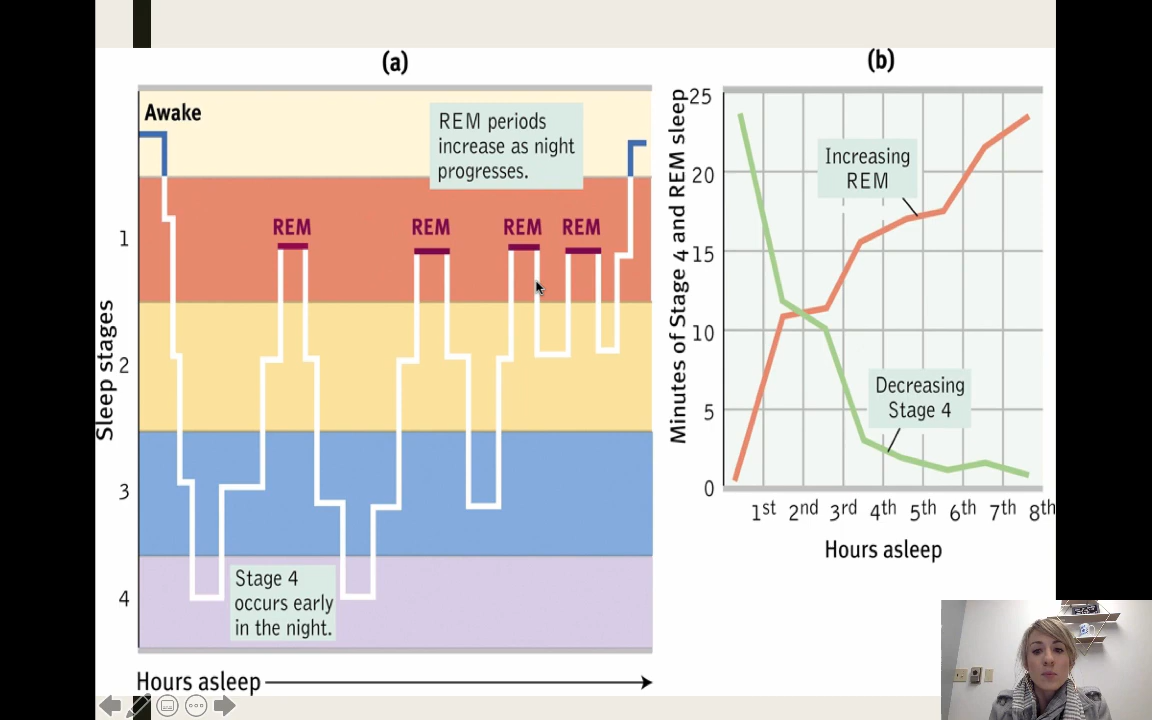 (a)
Awake
REM periods
increase as night
progresses.
REM
REM
REM
REM
1
2
3
4
Sleep stages
Stage 4
occurs early
in the night.
Hours asleep
(b)
Minutes of Stage 4 and REM sleep
25
20
15
10
5
0
Increasing
REM
Decreasing
Stage 4
1st 2nd 3rd 4th 5th 6th 7th 8th
Hours asleep